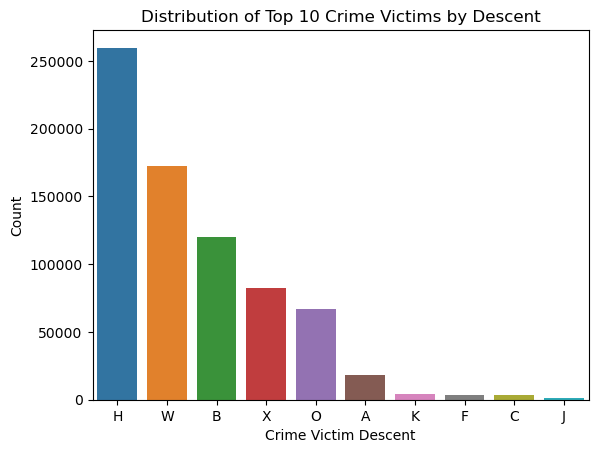 Distribution of Top 10 Crime Victims by Descent
250000
200000
150000
100000
50000
0
Count
H W B X O A K F C J
Crime Victim Descent